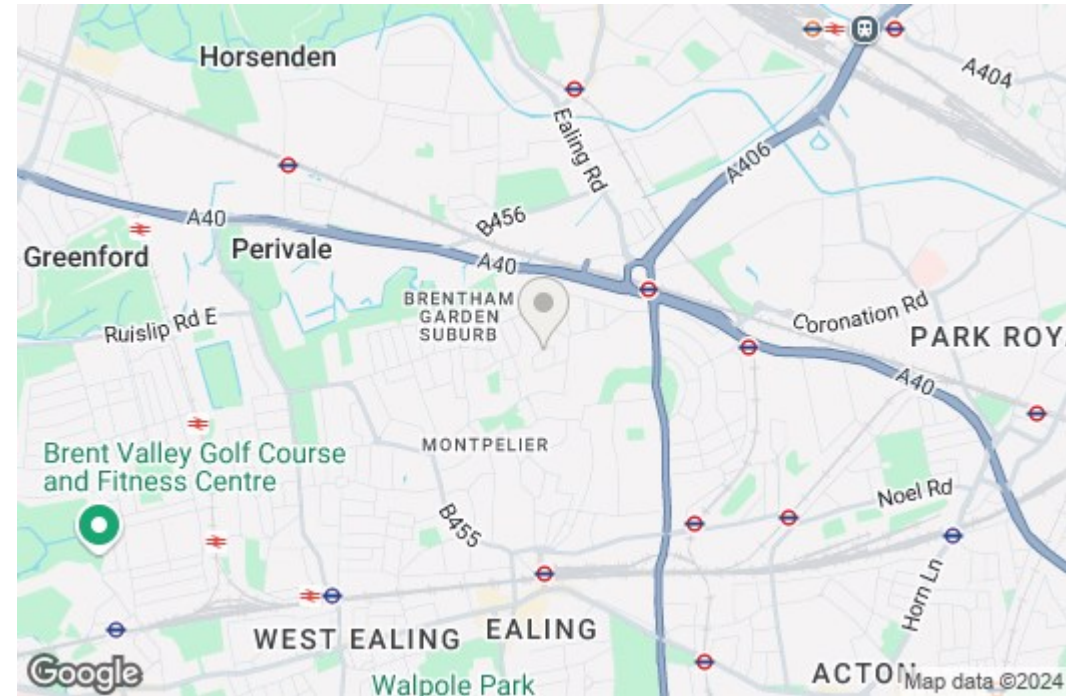 Horsenden
A404
Ealing Rd
A406
A40
B456
Greenford
Perivale
A40
BRENTHAM
GARDEN
SUBURB
Ruislip Rd E
Coronation Rd
PARK ROY
A40
Brent Valley Golf Course
and Fitness Centre
MONTPELIER
Noel Rd
B455
Horn Ln
WEST EALING
EALING
ACTON
Google
Walpole Park
Map data ©2024